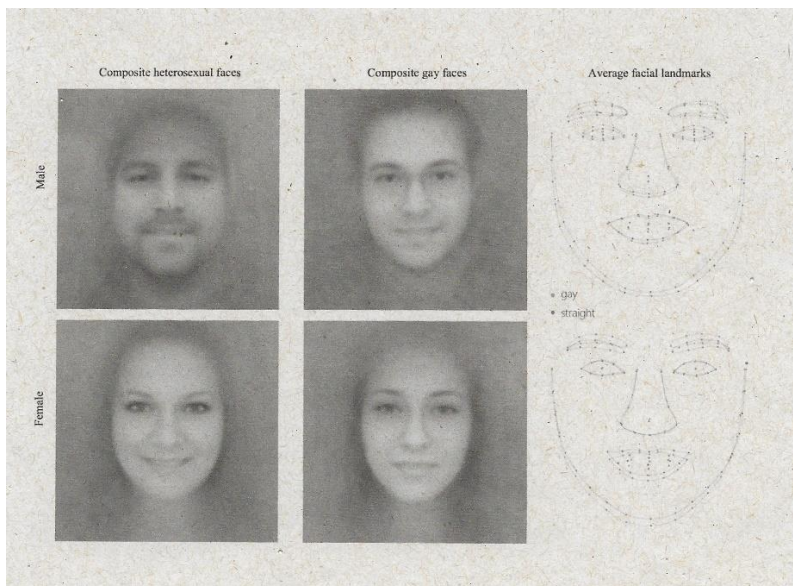 Composite heterosexual faces
Composite gay faces
Average facial landmarks
Male
gay
straight
Female